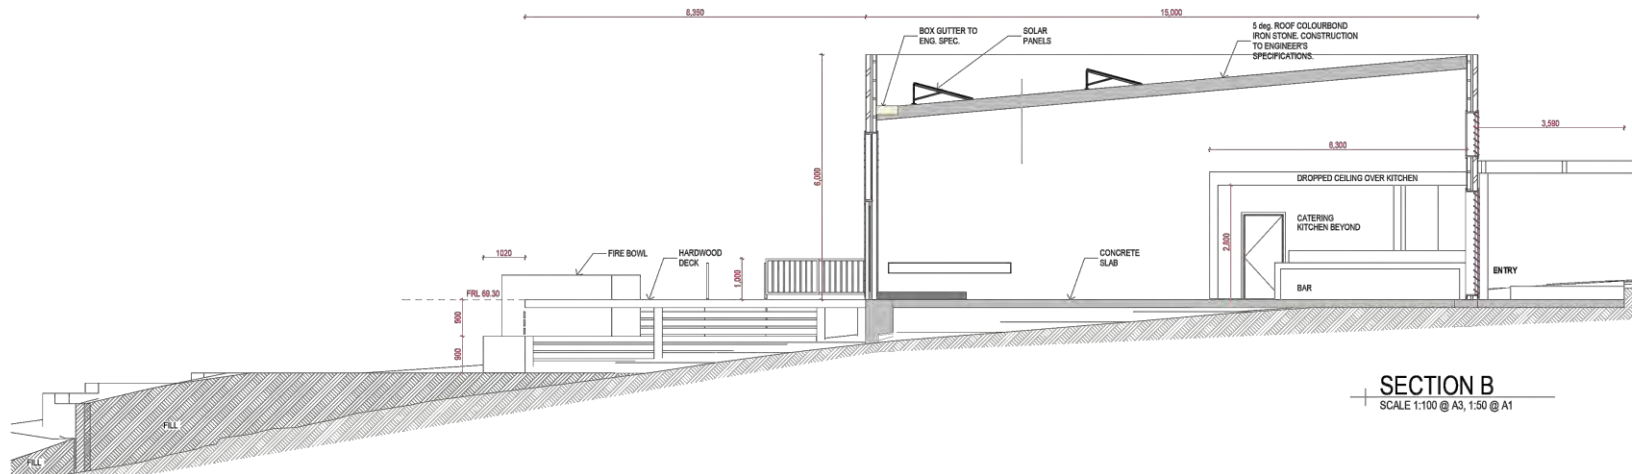 8,350
15,000
BOX GUTTER TO
ENG. SPEC.
SOLAR
PANELS
5 deg. ROOF COLOURBOND
IRON STONE. CONSTRUCTION
TO ENGINEER'S
SPECIFICATIONS.
3,590
6,300
6,000
DROPPED CEILING OVER KITCHEN
CATERING
KITCHEN BEYOND
2,800
1020
FIRE BOWL
HARDWOOD
DECK
1,000
CONCRETE
SLAB
ENTRY
BAR
FRL 69.30
900
900
SECTION B
SCALE 1:100 @ A3, 1:50 @ A1
FILL
FILL